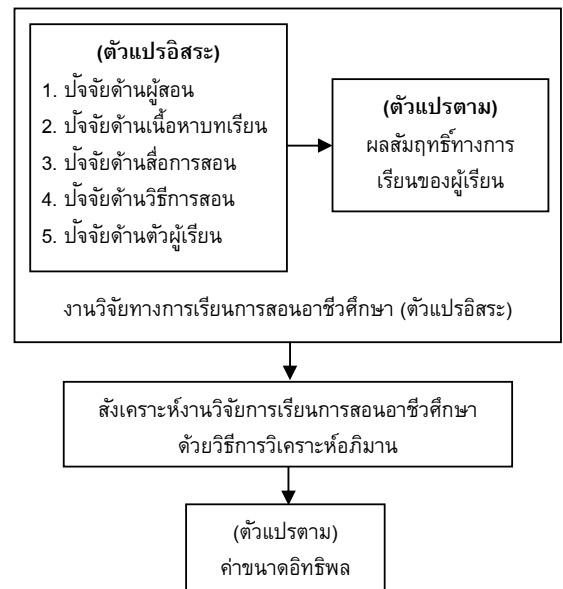 (ตัวแปรอิสระ)
1. ปัจจัยด้านผู้สอน
2. ปัจจัยด้านเนื้อหาบทเรียน
3. ปัจจัยด้านสื่อการสอน
4. ปัจจัยด้านวิธีการสอน
5. ปัจจัยด้านตัวผู้เรียน
(ตัวแปรตาม)
ผลสัมฤทธิ์ทางการ
เรียนของผู้เรียน
งานวิจัยทางการเรียนการสอนอาชีวศึกษา (ตัวแปรอิสระ)
สังเคราะห์งานวิจัยการเรียนการสอนอาชีวศึกษา
ด้วยวิธีการวิเคราะห์อภิมาน
(ตัวแปรตาม)
ค่าขนาดอิทธิพล